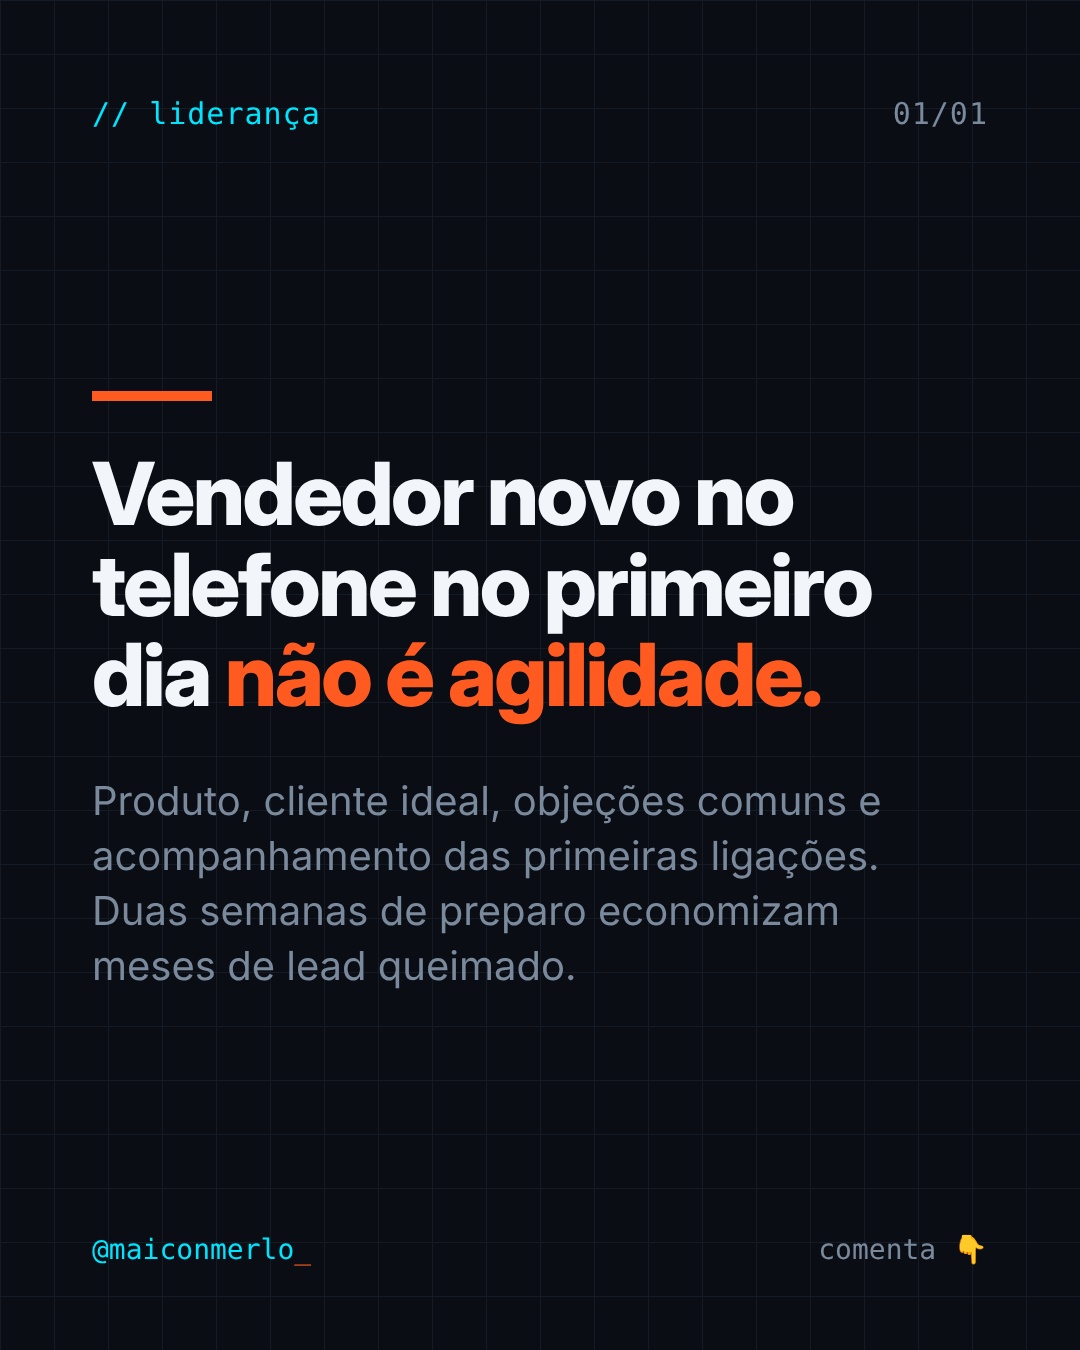 // liderança
01/01
Vendedor novo no
telefone no primeiro
dia não é agilidade.
Produto, cliente ideal, objeções comuns e
acompanhamento das primeiras ligações.
Duas semanas de preparo economizam
meses de lead queimado.
@maiconmerlo_
comenta 👇